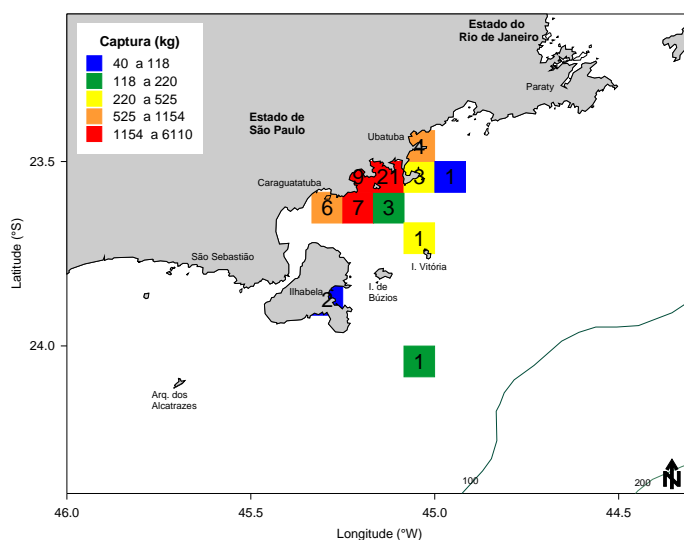 Captura (kg)
40 a 118
118 a 220
220 a 525
525 a 1154
1154 a 6110
Estado do
Rio de Janeiro
Paraty
Estado de
São Paulo
Ubatuba
4
23.5
9
21
3
1
Caraguatatuba
6
7
3
1
São Sebastião
I. Vitória
I. de
Búzios
Ilhabela
2
24.0
1
Arq. dos
Alcatrazes
100
200
N
46.0
45.5
45.0
44.5
Latitude (°S)
Longitude (°W)